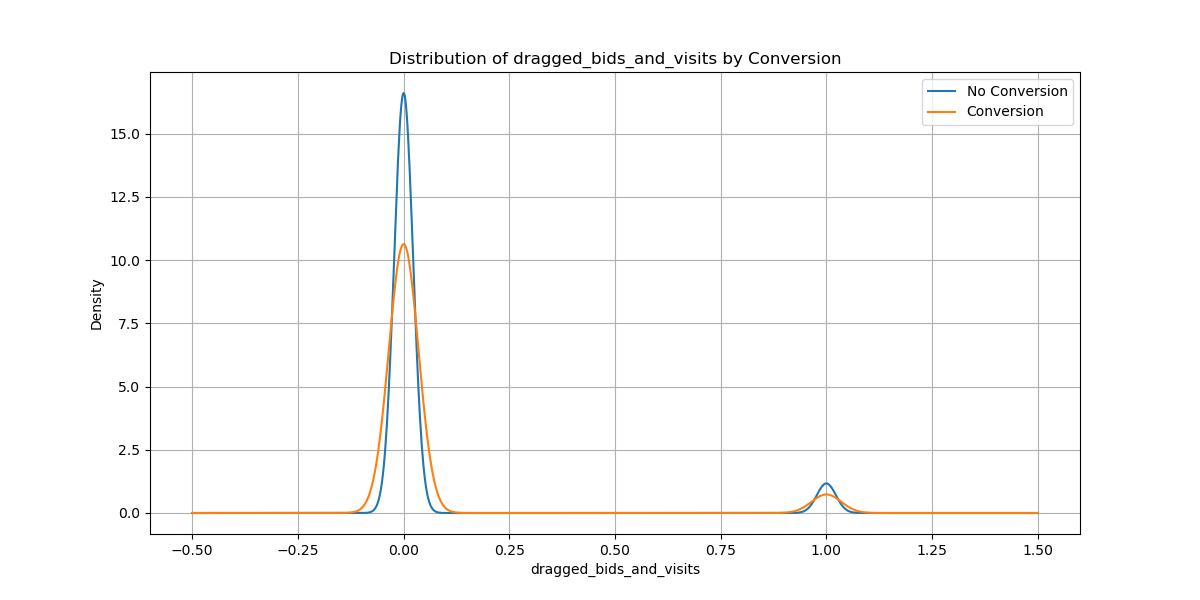 Distribution of dragged_bids_and_visits by Conversion
No Conversion
Conversion
Density
15.0
12.5
10.0
7.5
5.0
2.5
0.0
−0.50 −0.25 0.00 0.25 0.50 0.75 1.00 1.25 1.50
dragged_bids_and_visits